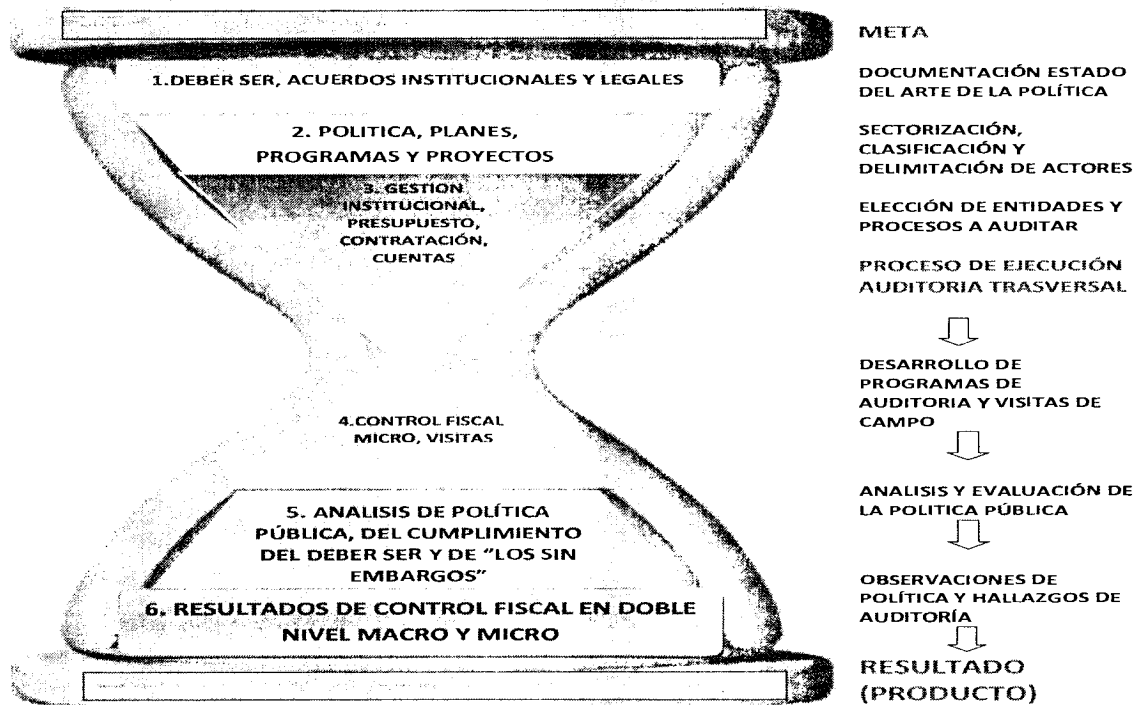 1.DEBER SER, ACUERDOS INSTITUCIONALES Y LEGALES
2. POLITICA, PLANES,
PROGRAMAS Y PROYECTOS
3. GESTION
INSTITUCIONAL,
PRESUPUESTO,
CONTRATACIÓN,
CUENTAS
4.CONTROL FISCAL
MICRO, VISITAS
5. ANALISIS DE POLÍTICA
PÚBLICA, DEL CUMPLIMIENTO
DEL DEBER SER Y DE "LOS SIN
EMBARGOS"
6. RESULTADOS DE CONTROL FISCAL EN DOBLE
NIVEL MACRO Y MICRO
META
DOCUMENTACIÓN ESTADO
DEL ARTE DE LA POLÍTICA
SECTORIZACIÓN,
CLASIFICACIÓN Y
DELIMITACIÓN DE ACTORES
ELECCIÓN DE ENTIDADES Y
PROCESOS A AUDITAR
PROCESO DE EJECUCIÓN
AUDITORIA TRASVERSAL
DESARROLLO DE
PROGRAMAS DE
AUDITORIA Y VISITAS DE
CAMPO
ANALISIS Y EVALUACIÓN DE
LA POLITICA PÚBLICA
OBSERVACIONES DE
POLÍTICA Y HALLAZGOS DE
AUDITORÍA
RESULTADO
(PRODUCTO)